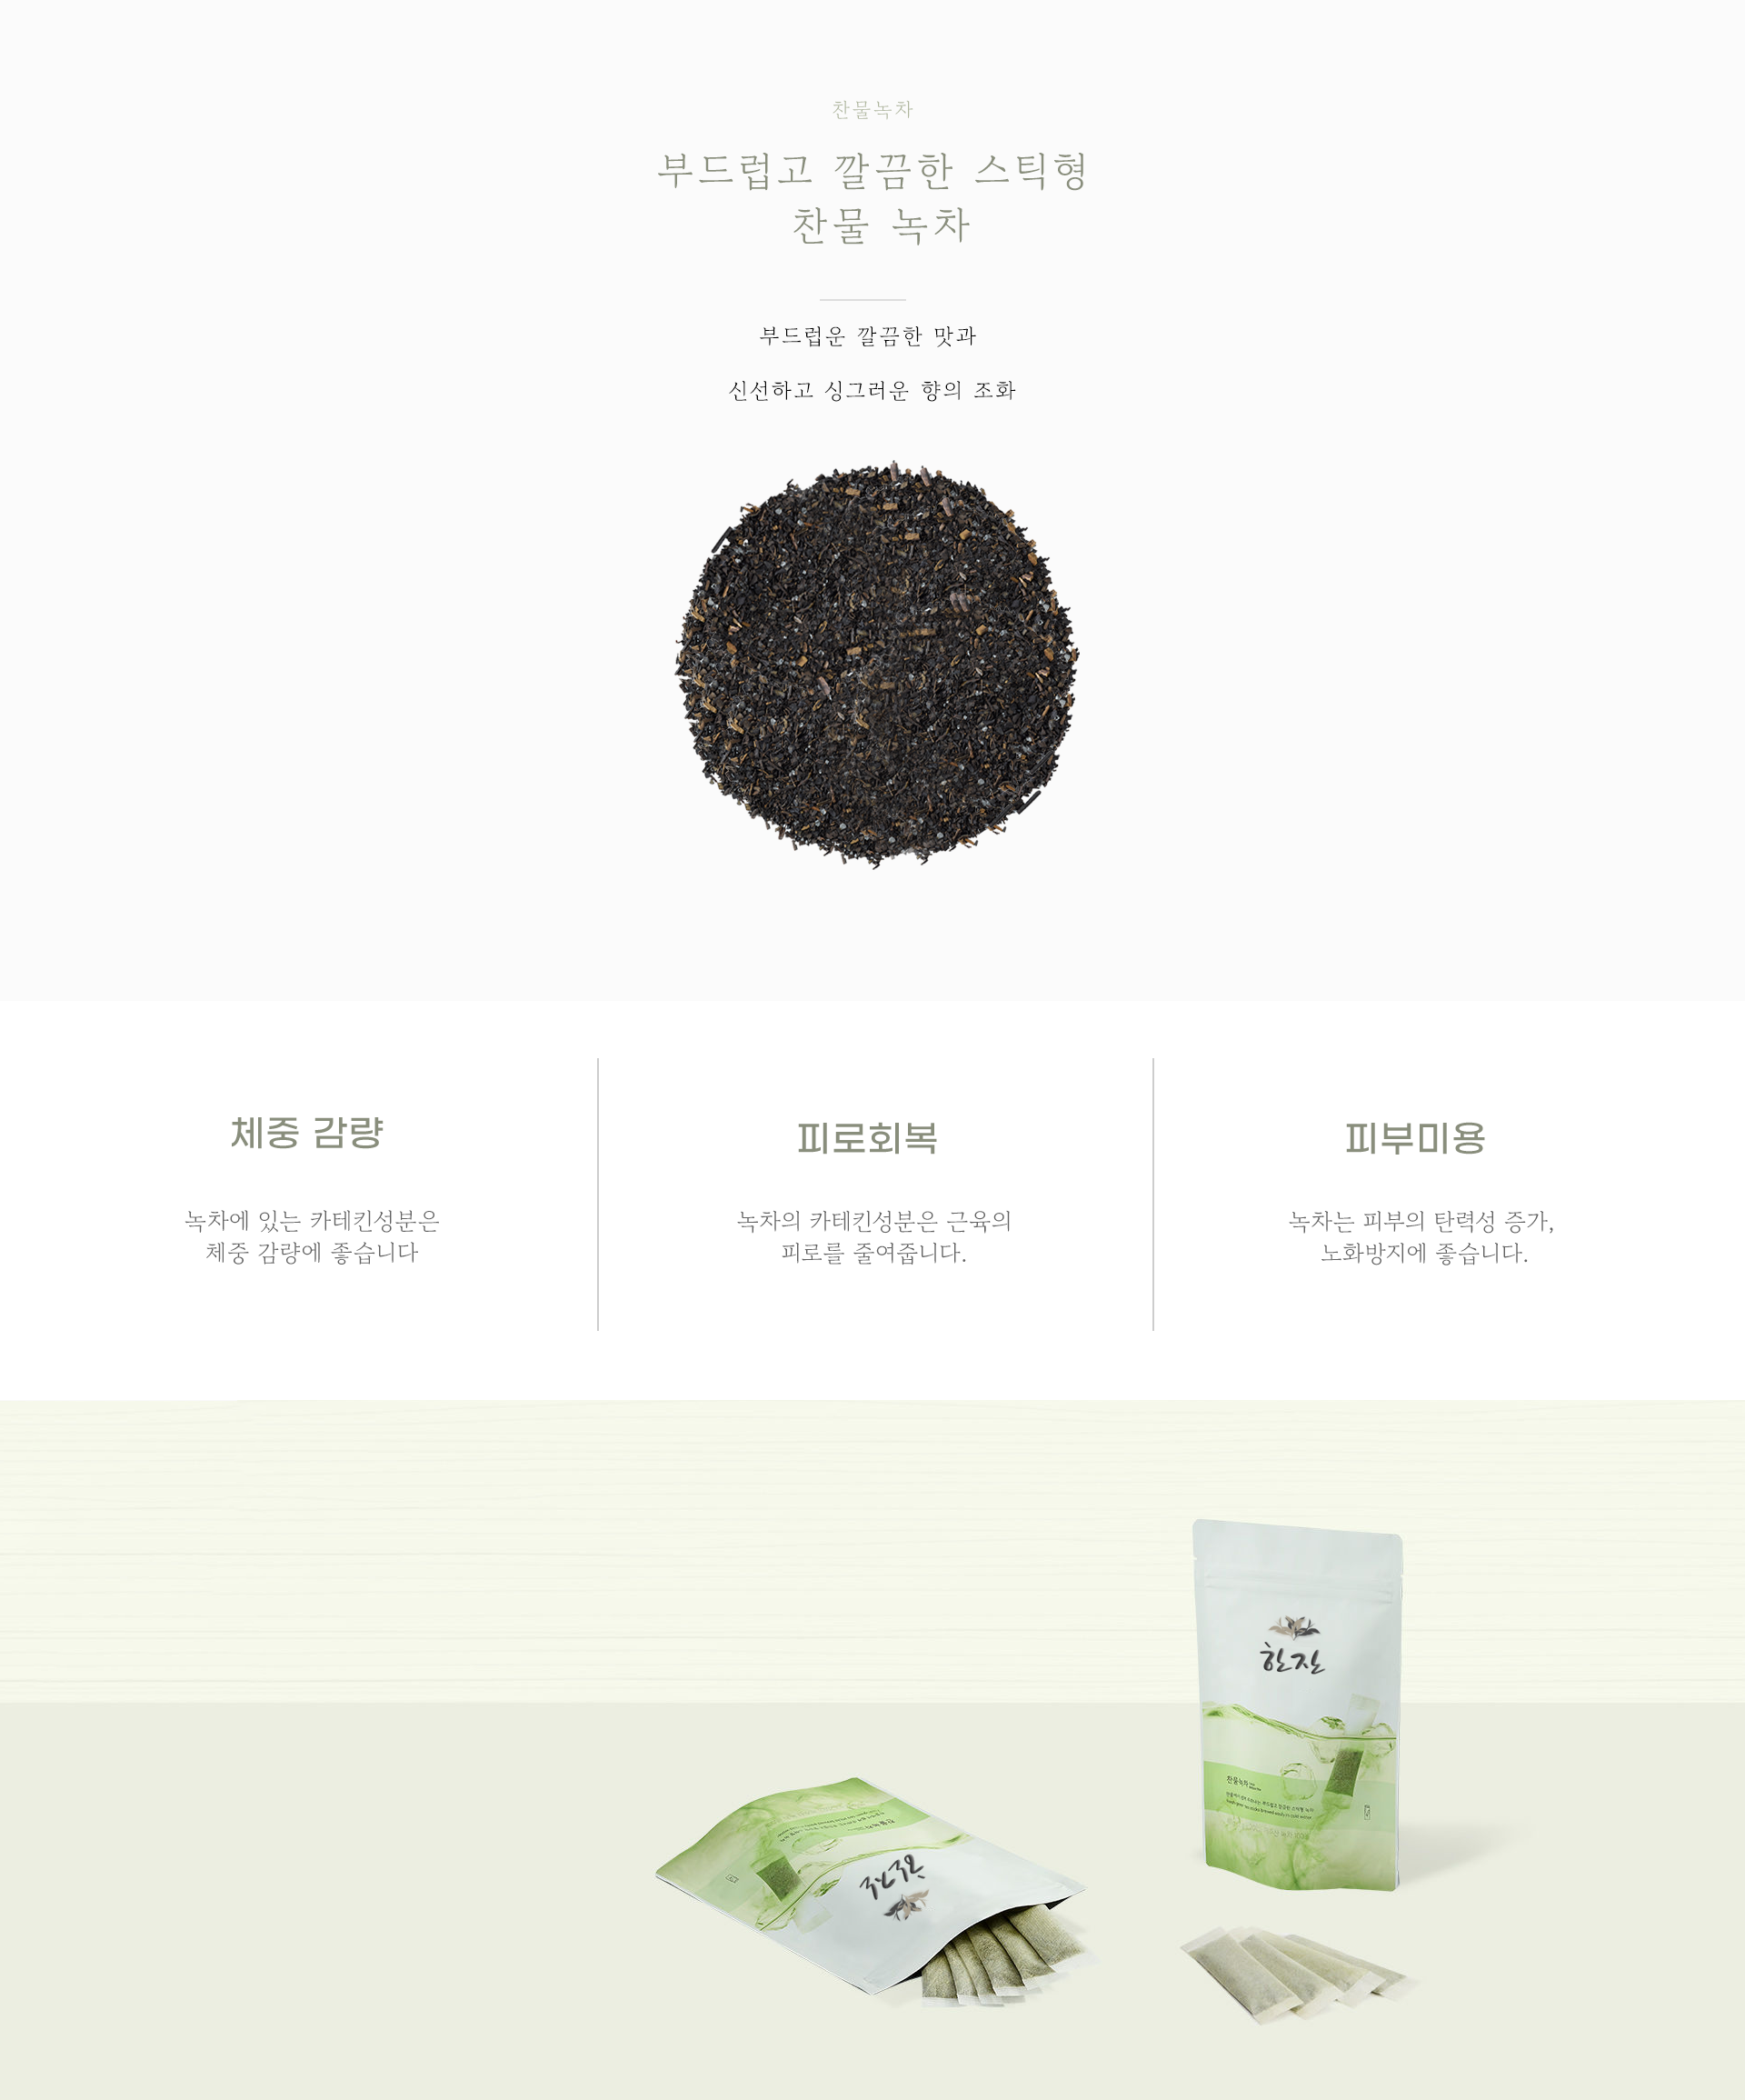 찬물녹차
부드럽고 깔끔한 스틱형
찬물 녹차
부드럽운 깔끔한 맛과
신선하고 싱그러운 향의 조화
체중 감량
녹차에 있는 카테킨성분은
체중 감량에 좋습니다
피로회복
녹차의 카테킨성분은 근육의
피로를 줄여줍니다.
피부미용
녹차는 피부의 탄력성 증가,
노화방지에 좋습니다.
한잔
찬물녹차
한잔